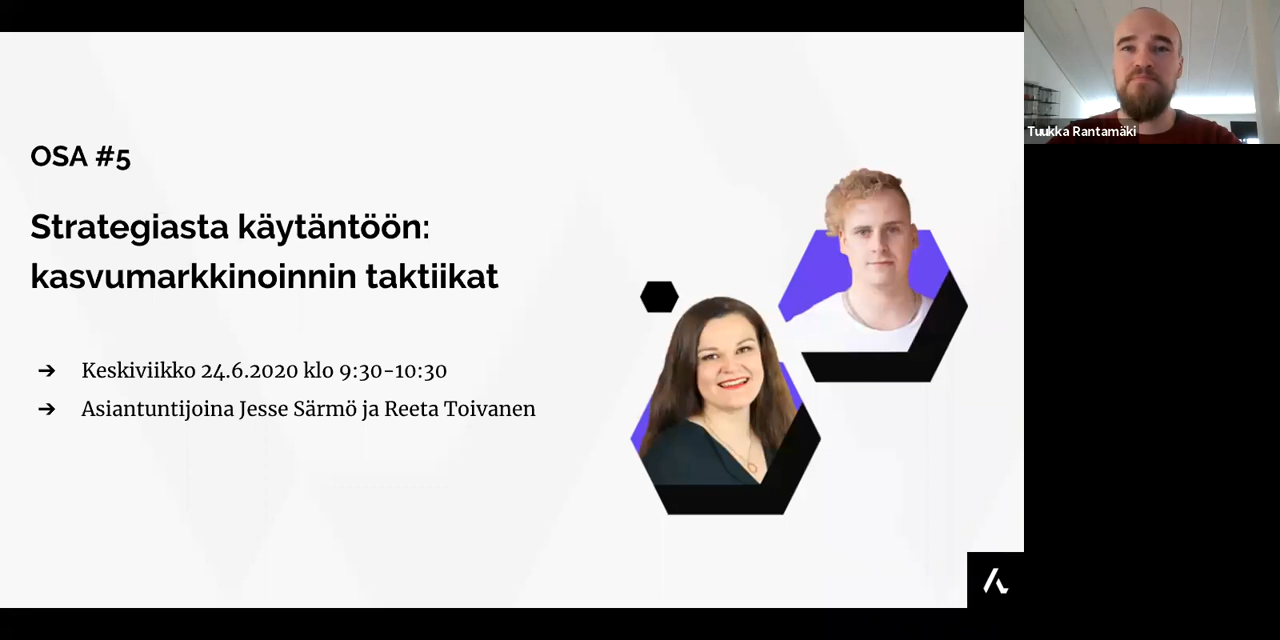 OSA #5
Strategiasta käytäntöön:
kasvumarkkinoinnin taktiikat
➔ Keskiviikko 24.6.2020 klo 9:30-10:30
➔ Asiantuntijoina Jesse Särmö ja Reeta Toivanen
Tuukka Rantamäki